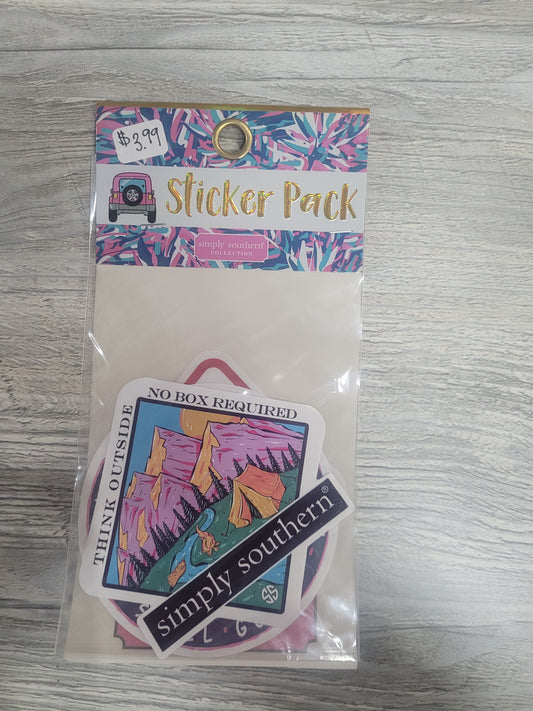 $3.99
Sticker Pack
simply southern®
COLLECTION
NO BOX REQUIRED
THINK OUTSIDE
simply southern®